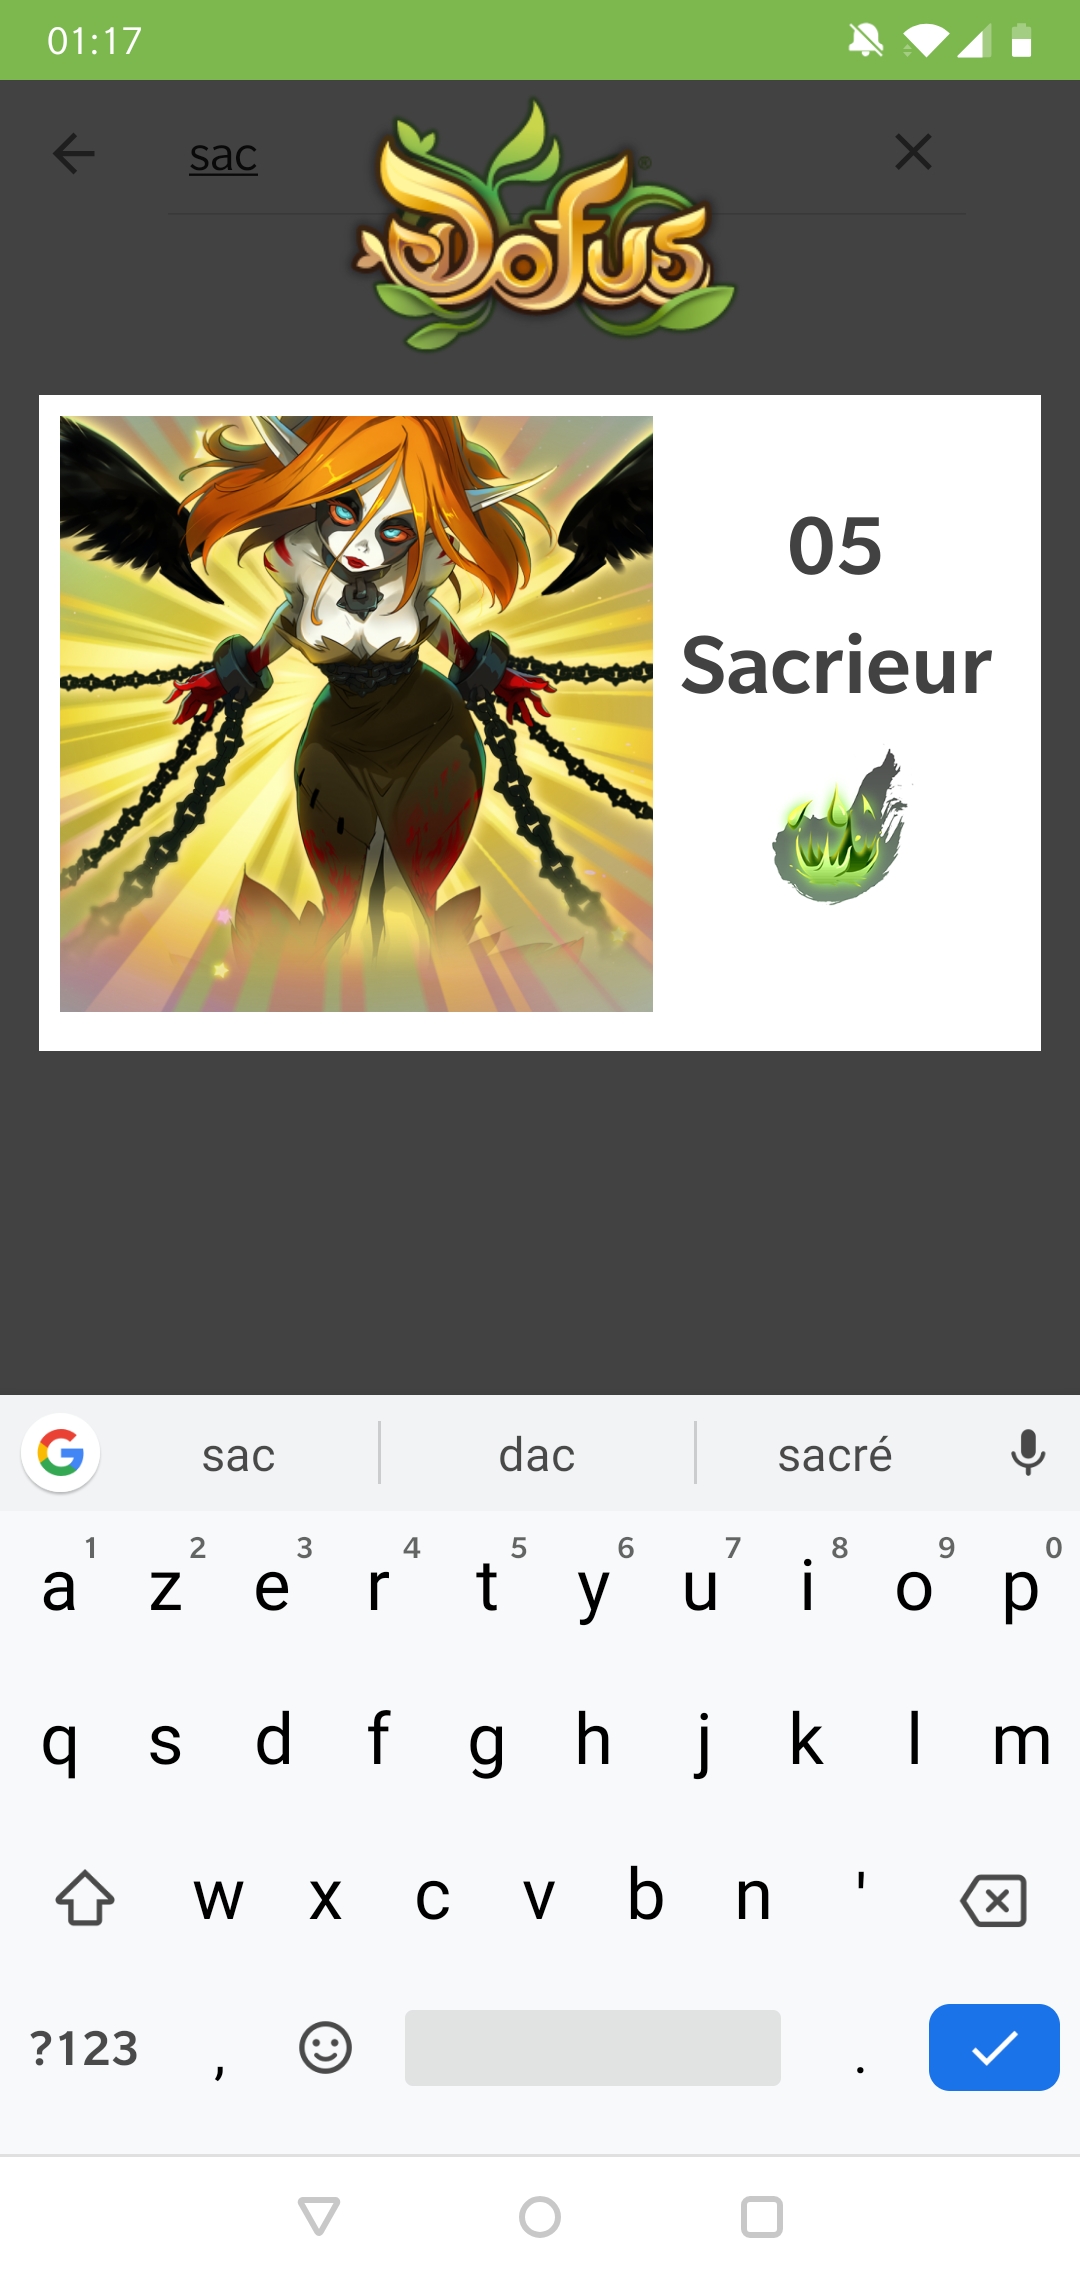 01:17
sac
Dofus
®
05
Sacrieur
sac dac sacré
1 2 3 4 5 6 7 8 9 0
a z e r t y u i o p
q s d f g h j k l m
w x c v b n '
?123 , .